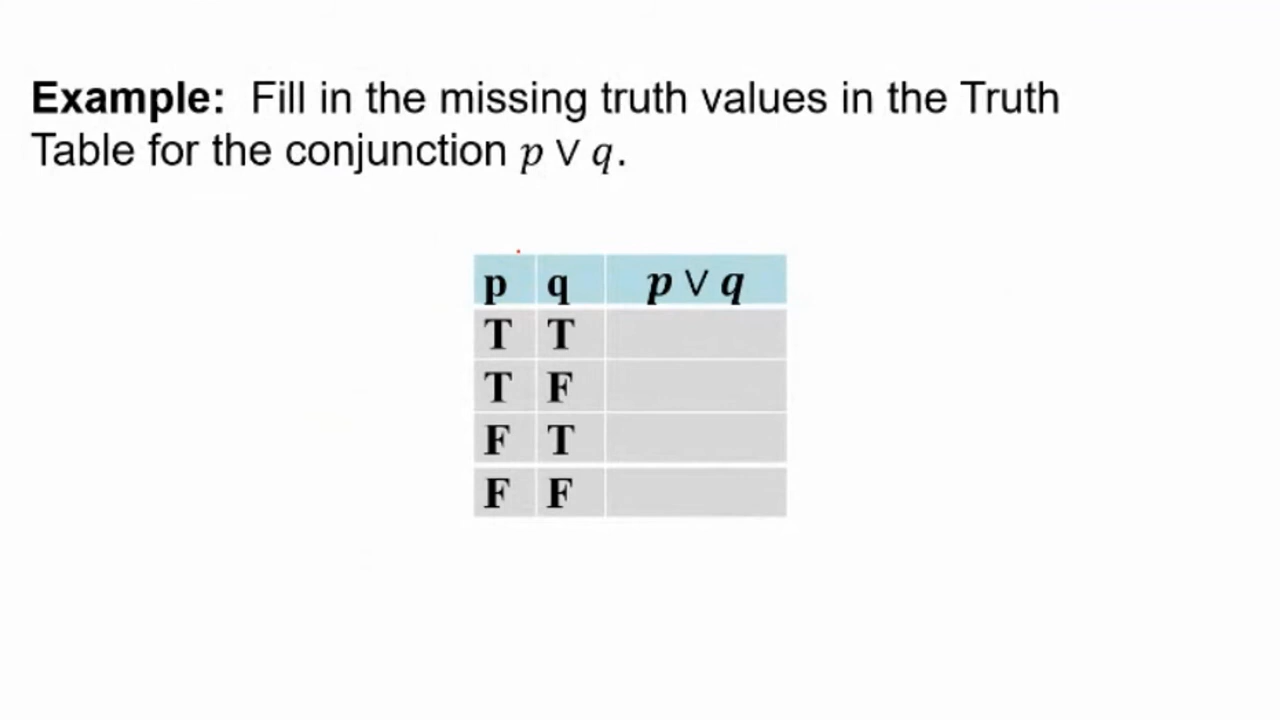 Example: Fill in the missing truth values in the Truth
Table for the conjunction p ∨ q.
p q p ∨ q
T T
T F
F T
F F